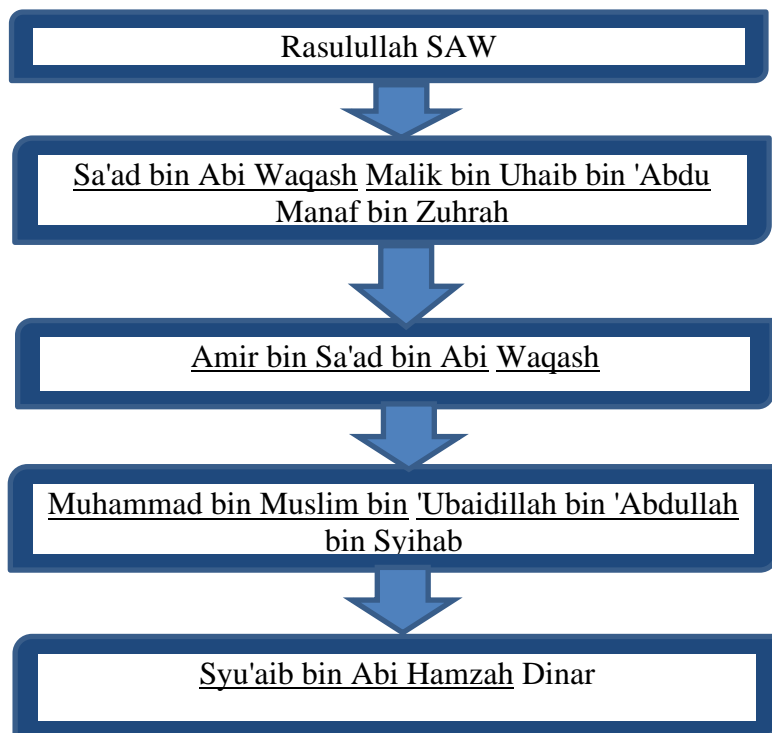 Rasulullah SAW
Sa'ad bin Abi Waqash Malik bin Uhaib bin 'Abdu
Manaf bin Zuhrah
Amir bin Sa'ad bin Abi Waqash
Muhammad bin Muslim bin 'Ubaidillah bin 'Abdullah
bin Syihab
Syu'aib bin Abi Hamzah Dinar